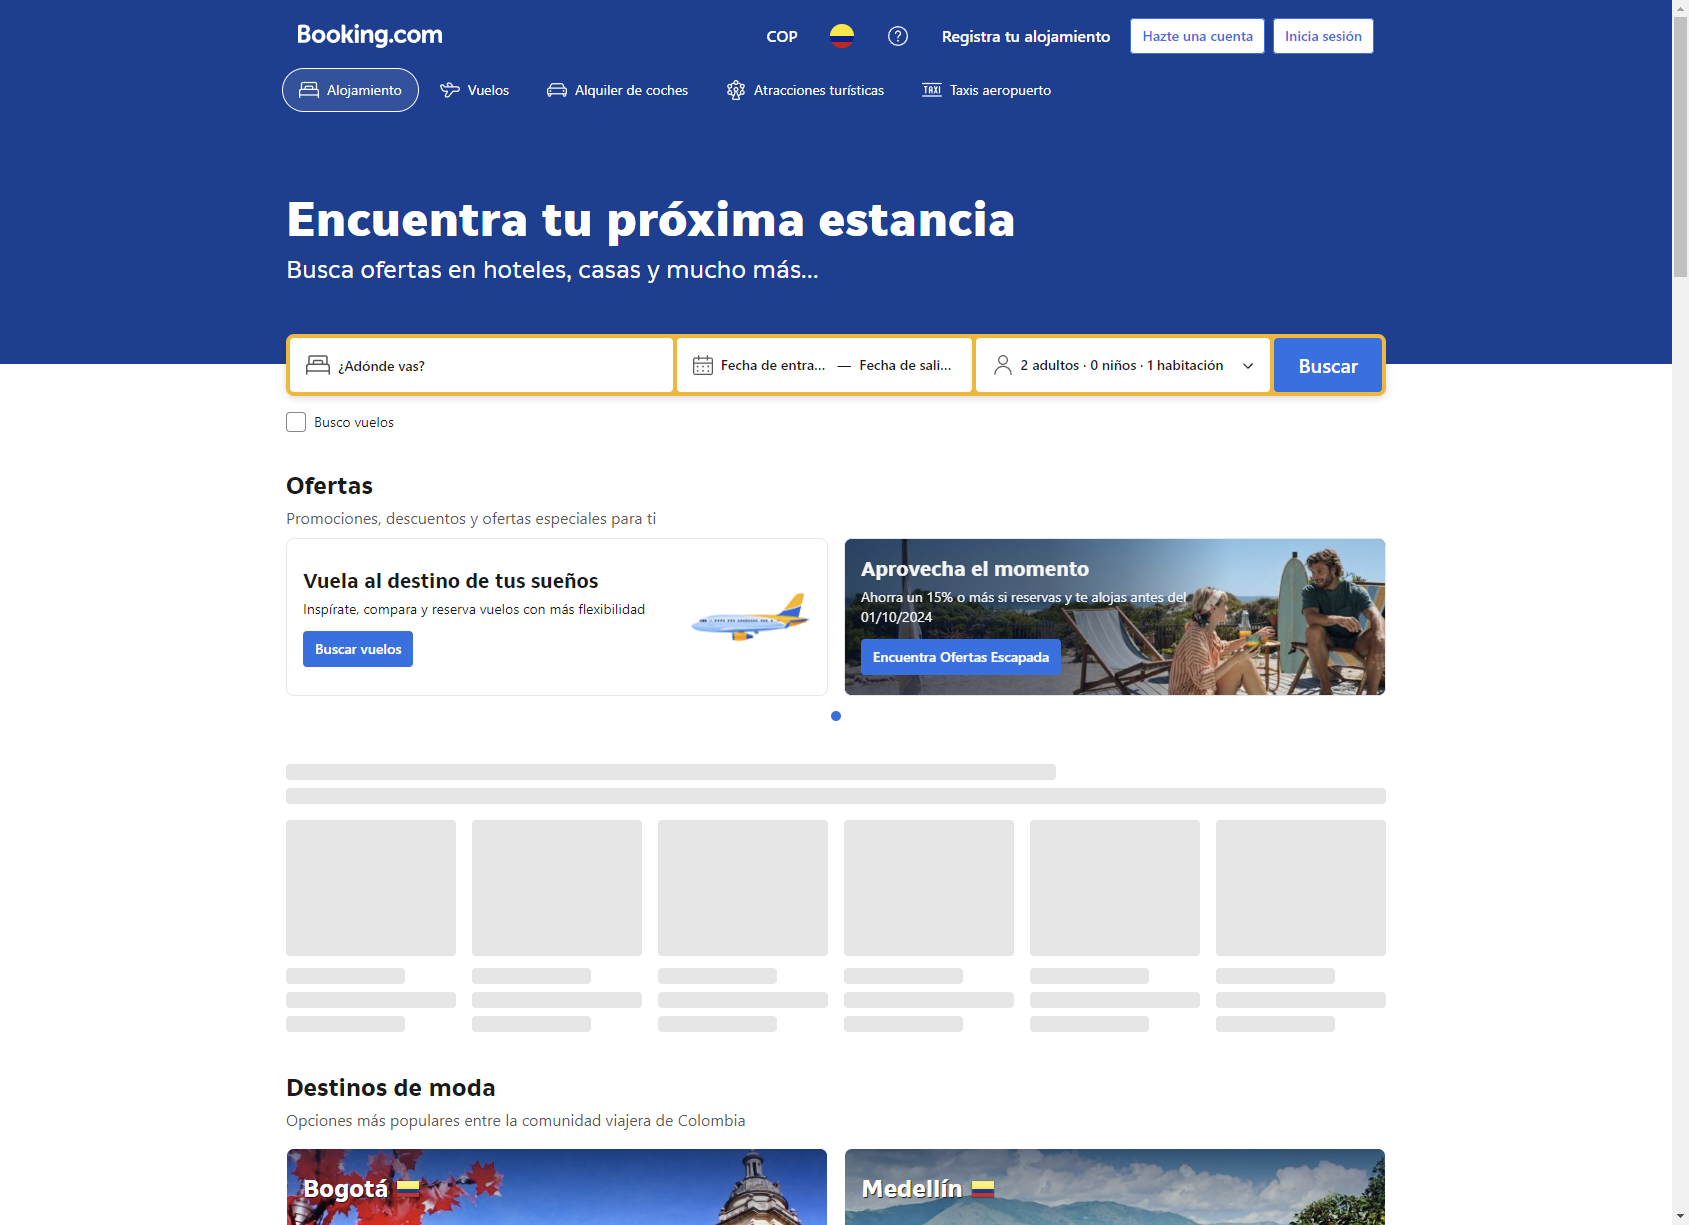 Booking.com
COP
Registra tu alojamiento
Hazte una cuenta
Inicia sesión
Alojamiento
Vuelos
Alquiler de coches
Atracciones turísticas
TAXI
Taxis aeropuerto
Encuentra tu próxima estancia
Busca ofertas en hoteles, casas y mucho más...
¿Adónde vas?
Fecha de entra... — Fecha de sali...
2 adultos · 0 niños · 1 habitación
Buscar
Busco vuelos
Ofertas
Promociones, descuentos y ofertas especiales para ti
Vuela al destino de tus sueños
Inspírate, compara y reserva vuelos con más flexibilidad
Buscar vuelos
Aprovecha el momento
Ahorra un 15% o más si reservas y te alojas antes del
01/10/2024
Encuentra Ofertas Escapada
Destinos de moda
Opciones más populares entre la comunidad viajera de Colombia
Bogotá
Medellín